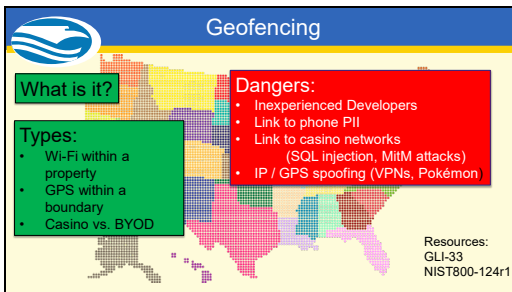 Geofencing
What is it?
Types:
• Wi-Fi within a
property
• GPS within a
boundary
• Casino vs. BYOD
Dangers:
• Inexperienced Developers
• Link to phone PII
• Link to casino networks
(SQL injection, MitM attacks)
• IP / GPS spoofing (VPNs, Pokémon)
Resources:
GLI-33
NIST800-124r1